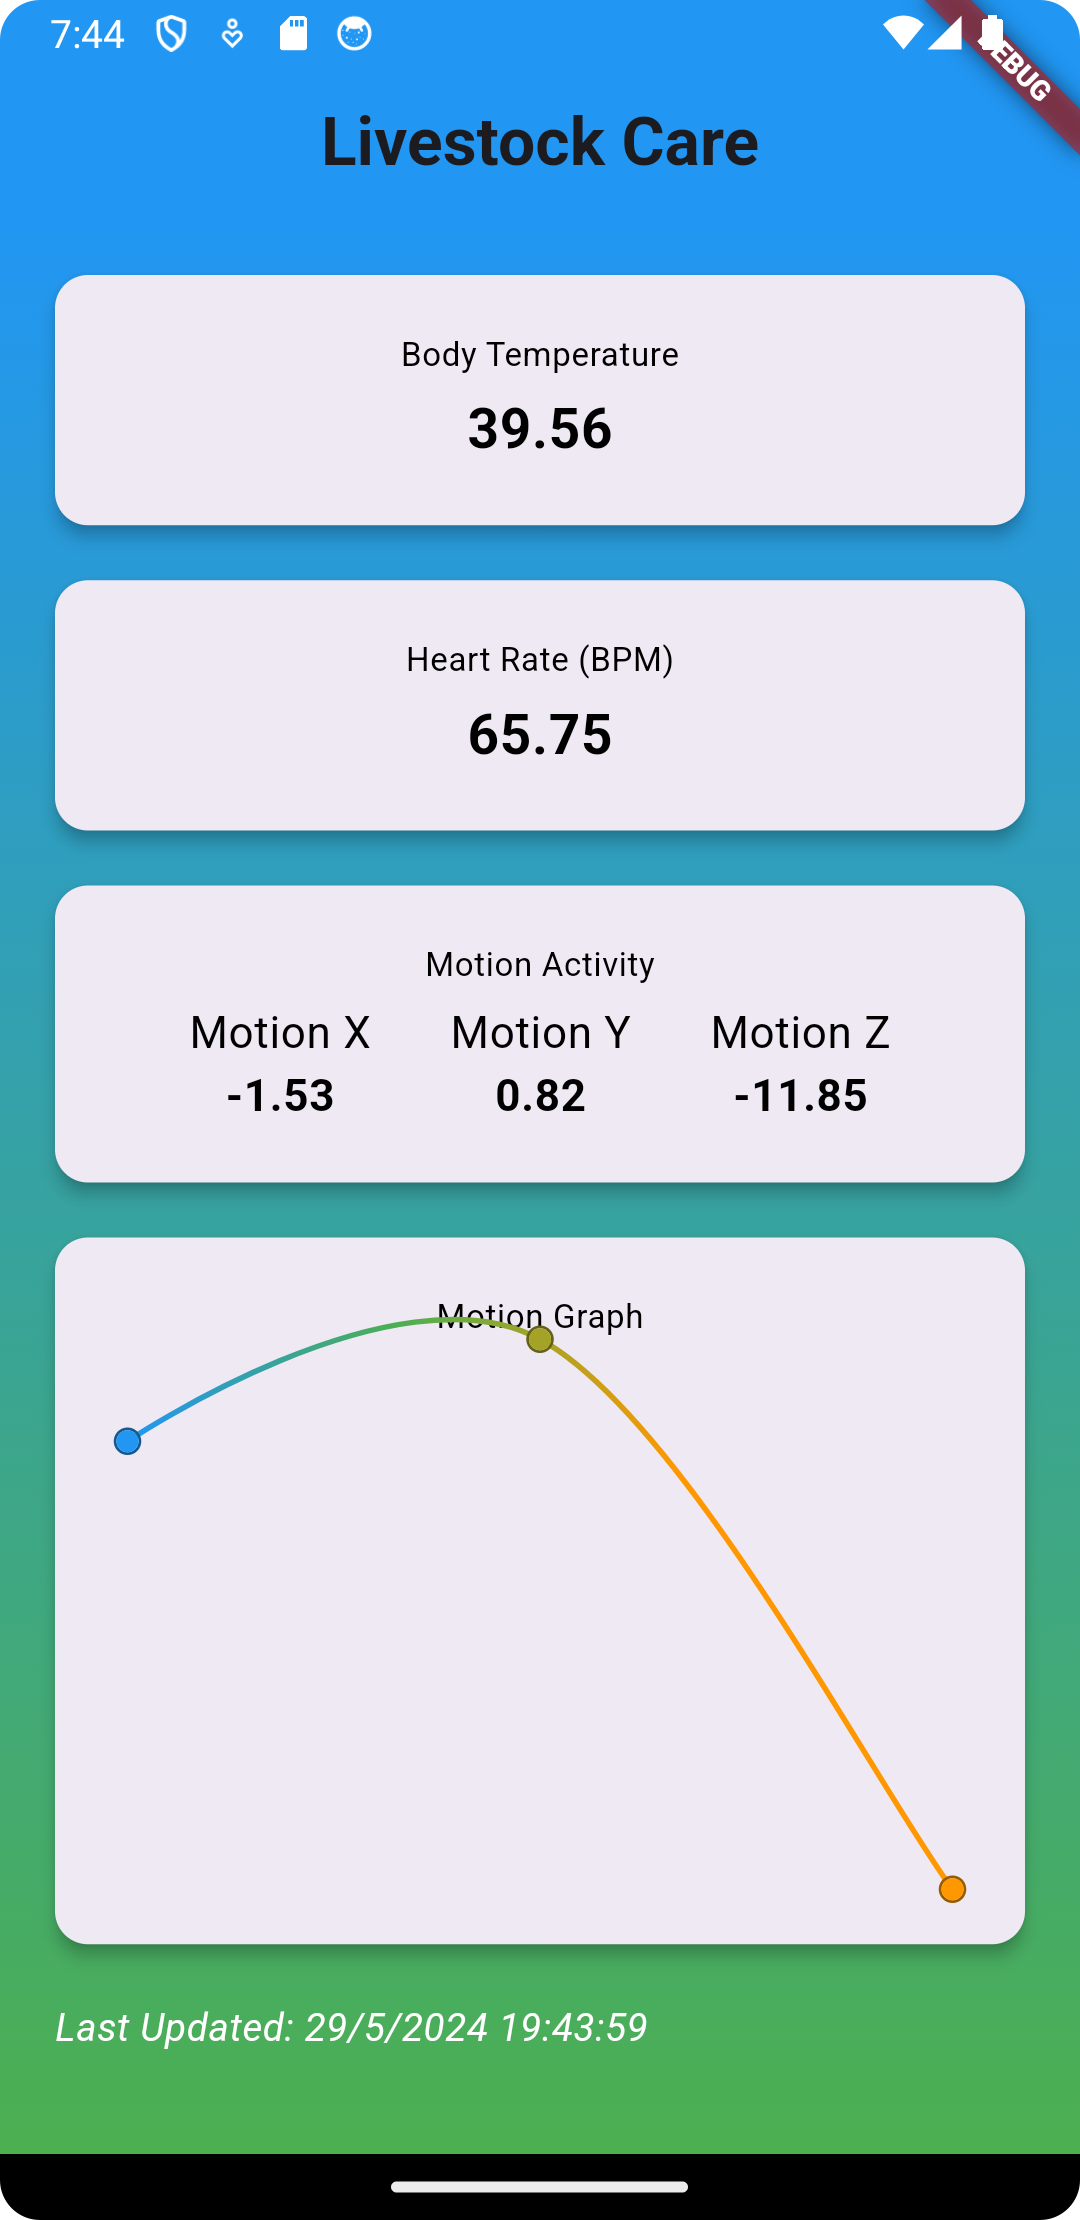 7:44
EBUG
Livestock Care
Body Temperature
39.56
Heart Rate (BPM)
65.75
Motion Activity
Motion X Motion Y Motion Z
-1.53 0.82 -11.85
Motion Graph
Last Updated: 29/5/2024 19:43:59